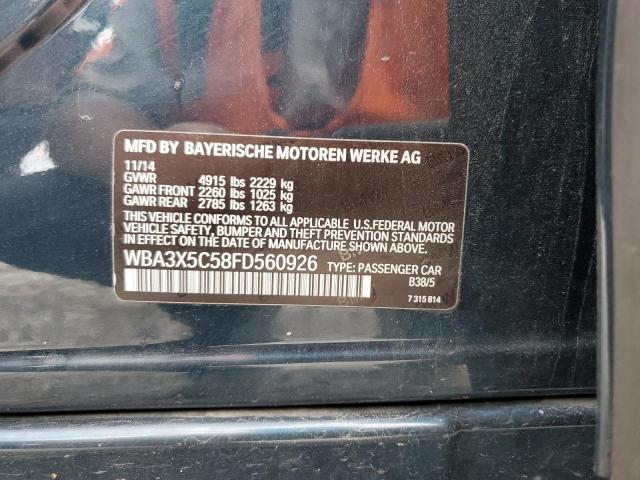 MFD BY BAYERISCHE MOTOREN WERKE AG
11/14
GVWR 4915 lbs 2229 kg
GAWR FRONT 2260 lbs 1025 kg
GAWR REAR 2785 lbs 1263 kg
THIS VEHICLE CONFORMS TO ALL APPLICABLE U.S.FEDERAL MOTOR
VEHICLE SAFETY, BUMPER AND THEFT PREVENTION
STANDARDS IN EFFECT ON THE DATE OF MANUFACTURE SHOWN ABOVE.
WBA3X5C58FD560926 TYPE: PASSENGER CAR
B38/5
7 315 814